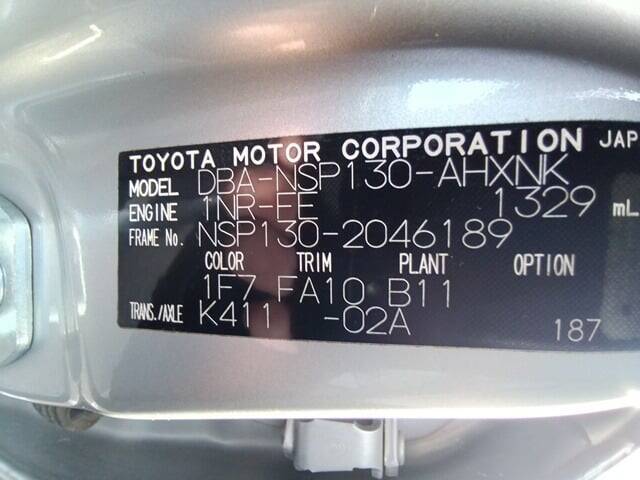 TOYOTA MOTOR CORPORATION JAP
MODEL DBA-NSP130-AHXNK
ENGINE 1NR-FE 1329 mL
FRAME No. NSP130-2046189
COLOR TRIM PLANT OPTION
1F7 FA10 B11
TRANS./AXLE K411 -02A
187